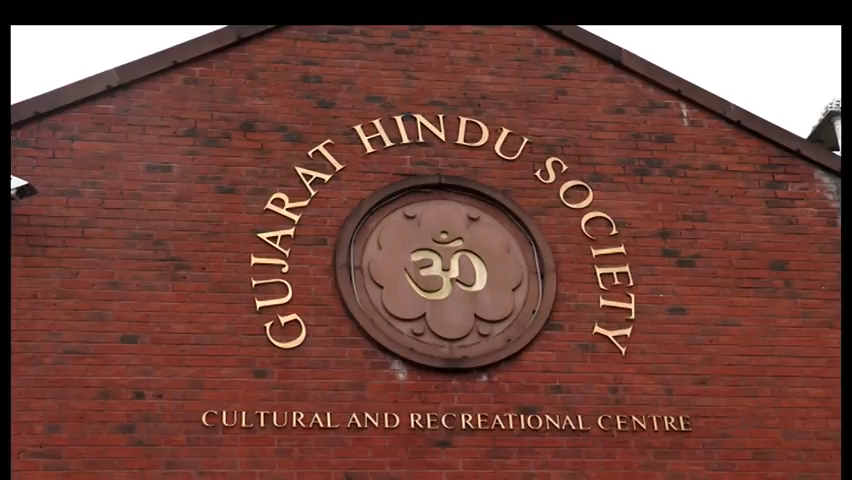 GUJARAT HINDU SOCIETY
ॐ
CULTURAL AND RECREATIONAL CENTRE